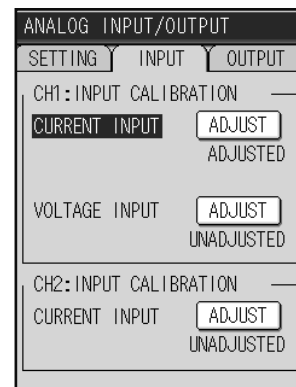 ANALOG INPUT/OUTPUT
SETTING INPUT OUTPUT
CH1:INPUT CALIBRATION
CURRENT INPUT ADJUST
ADJUSTED
VOLTAGE INPUT ADJUST
UNADJUSTED
CH2:INPUT CALIBRATION
CURRENT INPUT ADJUST
UNADJUSTED